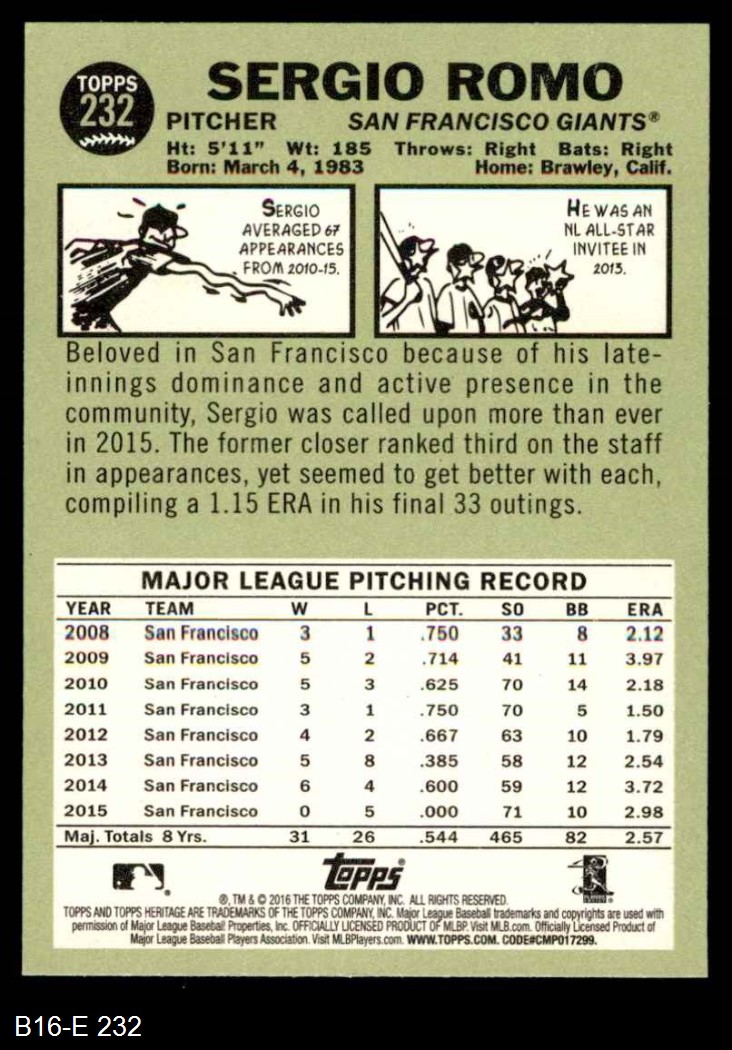 TOPPS
232
SERGIO ROMO
PITCHER SAN FRANCISCO GIANTS®
Ht: 5'11" Wt: 185 Throws: Right Bats: Right
Born: March 4, 1983 Home: Brawley, Calif.
SERGIO
AVERAGED 67
APPEARANCES
FROM 2010-15.
HE WAS AN
NL ALL-STAR
INVITEE IN
2013.
Beloved in San Francisco because of his late-
innings dominance and active presence in the
community, Sergio was called upon more than ever
in 2015. The former closer ranked third on the staff
in appearances, yet seemed to get better with each,
compiling a 1.15 ERA in his final 33 outings.
MAJOR LEAGUE PITCHING RECORD
YEAR TEAM W L PCT. SO BB ERA
2008 San Francisco 3 1 .750 33 8 2.12
2009 San Francisco 5 2 .714 41 11 3.97
2010 San Francisco 5 3 .625 70 14 2.18
2011 San Francisco 3 1 .750 70 5 1.50
2012 San Francisco 4 2 .667 63 10 1.79
2013 San Francisco 5 8 .385 58 12 2.54
2014 San Francisco 6 4 .600 59 12 3.72
2015 San Francisco 0 5 .000 71 10 2.98
Maj. Totals 8 Yrs. 31 26 .544 465 82 2.57
Topps®
®, TM & © 2016 THE TOPPS COMPANY, INC. ALL RIGHTS RESERVED.
TOPPS AND TOPPS HERITAGE ARE TRADEMARKS OF THE TOPPS COMPANY, INC. Major League Baseball trademarks and copyrights are used with
permission of Major League Baseball Properties, Inc. OFFICIALLY LICENSED PRODUCT OF MLBP. Visit MLB.com. Officially Licensed Product of
Major League Baseball Players Association. Visit MLBPlayers.com. WWW.TOPPS.COM. CODE#CMP017299.
B16-E 232